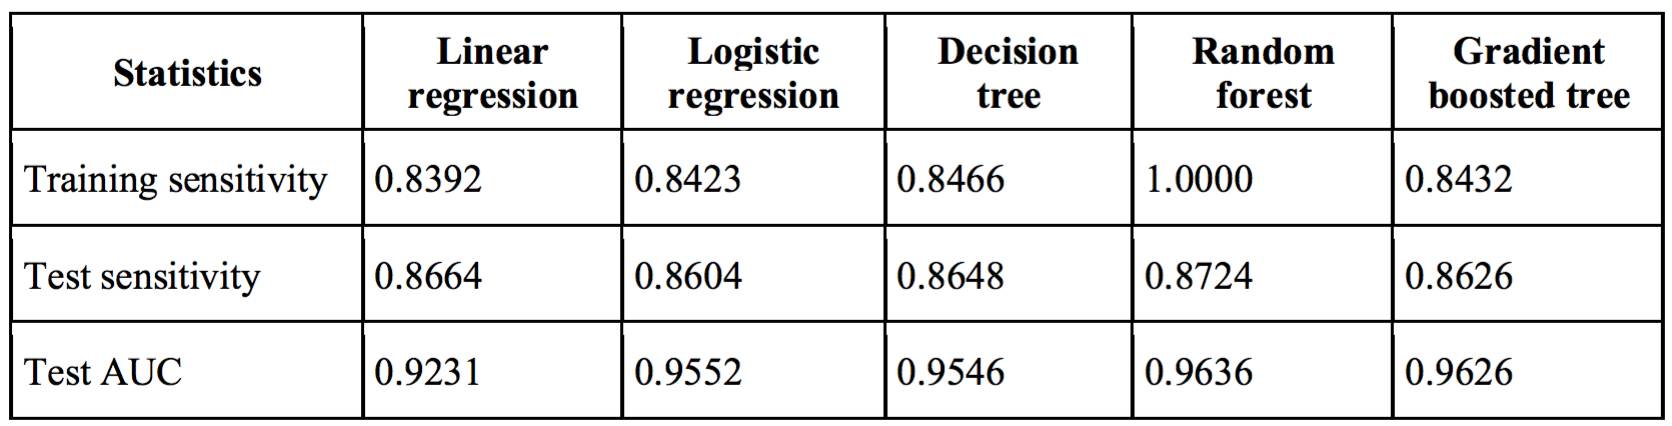 Statistics Linear regression Logistic regression Decision tree Random forest Gradient boosted tree
Training sensitivity 0.8392 0.8423 0.8466 1.0000 0.8432
Test sensitivity 0.8664 0.8604 0.8648 0.8724 0.8626
Test AUC 0.9231 0.9552 0.9546 0.9636 0.9626